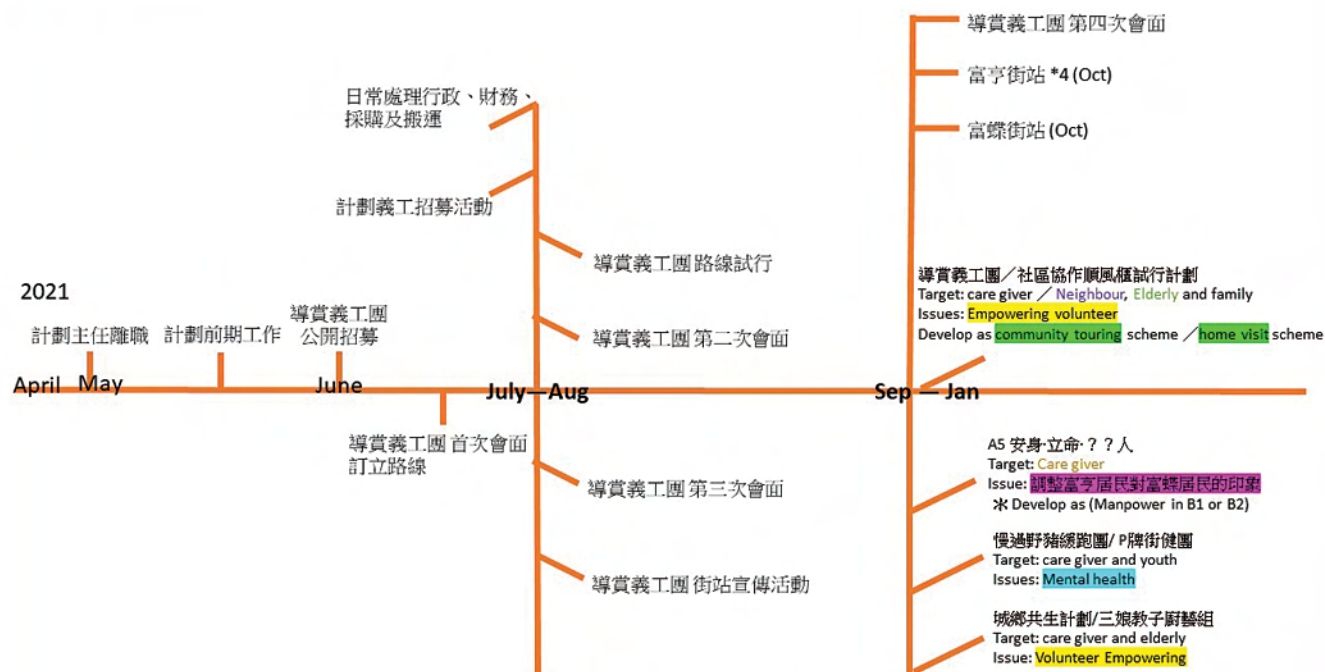 2021
計劃主任離職
計劃前期工作
導賞義工團
公開招募
April
May
June
導賞義工團 首次會面
訂立路線
日常處理行政、財務、
採購及搬運
計劃義工招募活動
導賞義工團 路線試行
導賞義工團 第二次會面
July—Aug
導賞義工團 第三次會面
導賞義工團 街站宣傳活動
導賞義工團 第四次會面
富亨街站 *4 (Oct)
富蝶街站 (Oct)
導賞義工團／社區協作順風櫃試行計劃
Target: care giver ／ Neighbour, Elderly and family
Issues: Empowering volunteer
Develop as community touring scheme ／ home visit scheme
Sep — Jan
A5 安身·立命·？？人
Target: Care giver
Issue: 調整富亨居民對富蝶居民的印象
＊ Develop as (Manpower in B1 or B2)
慢過野豬緩跑團/ P牌街健團
Target: care giver and youth
Issues: Mental health
城鄉共生計劃/三娘教子廚藝組
Target: care giver and elderly
Issue: Volunteer Empowering